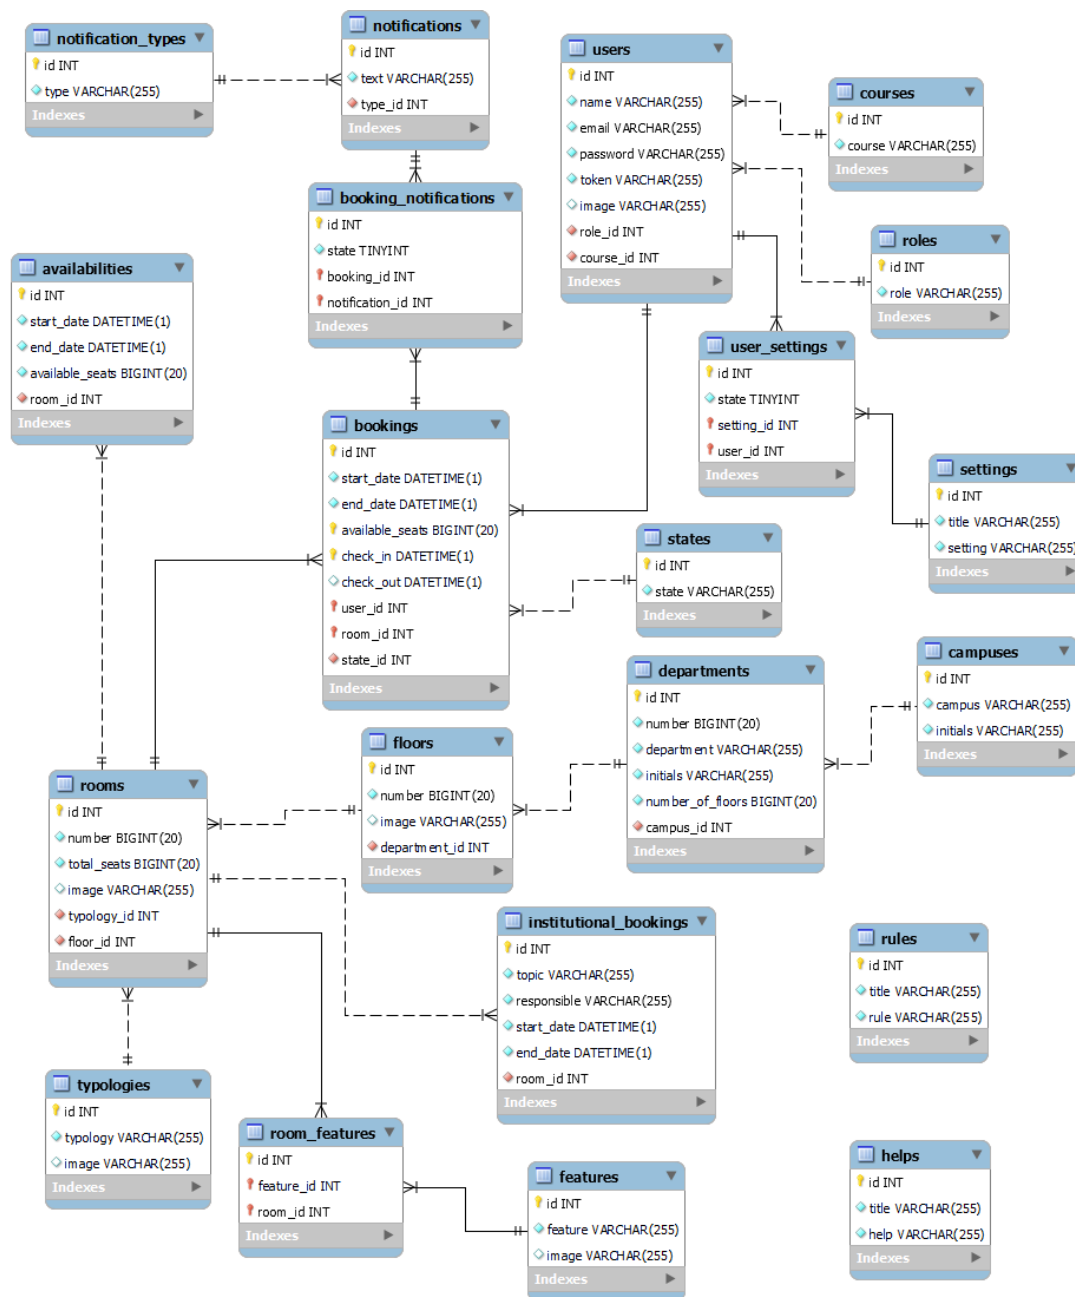 notification_types
id INT
type VARCHAR(255)
Indexes
notifications
id INT
text VARCHAR(255)
type_id INT
Indexes
users
id INT
name VARCHAR(255)
email VARCHAR(255)
password VARCHAR(255)
token VARCHAR(255)
image VARCHAR(255)
role_id INT
course_id INT
Indexes
courses
id INT
course VARCHAR(255)
Indexes
booking_notifications
id INT
state TINYINT
booking_id INT
notification_id INT
Indexes
roles
id INT
role VARCHAR(255)
Indexes
availabilities
id INT
start_date DATETIME(1)
end_date DATETIME(1)
available_seats BIGINT(20)
room_id INT
Indexes
user_settings
id INT
state TINYINT
setting_id INT
user_id INT
Indexes
bookings
id INT
start_date DATETIME(1)
end_date DATETIME(1)
available_seats BIGINT(20)
check_in DATETIME(1)
check_out DATETIME(1)
user_id INT
room_id INT
state_id INT
Indexes
settings
id INT
title VARCHAR(255)
setting VARCHAR(255)
Indexes
states
id INT
state VARCHAR(255)
Indexes
campuses
id INT
campus VARCHAR(255)
initials VARCHAR(255)
Indexes
departments
id INT
number BIGINT(20)
department VARCHAR(255)
initials VARCHAR(255)
number_of_floors BIGINT(20)
campus_id INT
Indexes
floors
id INT
number BIGINT(20)
image VARCHAR(255)
department_id INT
Indexes
rooms
id INT
number BIGINT(20)
total_seats BIGINT(20)
image VARCHAR(255)
typology_id INT
floor_id INT
Indexes
institutional_bookings
id INT
topic VARCHAR(255)
responsible VARCHAR(255)
start_date DATETIME(1)
end_date DATETIME(1)
room_id INT
Indexes
rules
id INT
title VARCHAR(255)
rule VARCHAR(255)
Indexes
typologies
id INT
typology VARCHAR(255)
image VARCHAR(255)
Indexes
room_features
id INT
feature_id INT
room_id INT
Indexes
features
id INT
feature VARCHAR(255)
image VARCHAR(255)
Indexes
helps
id INT
title VARCHAR(255)
help VARCHAR(255)
Indexes